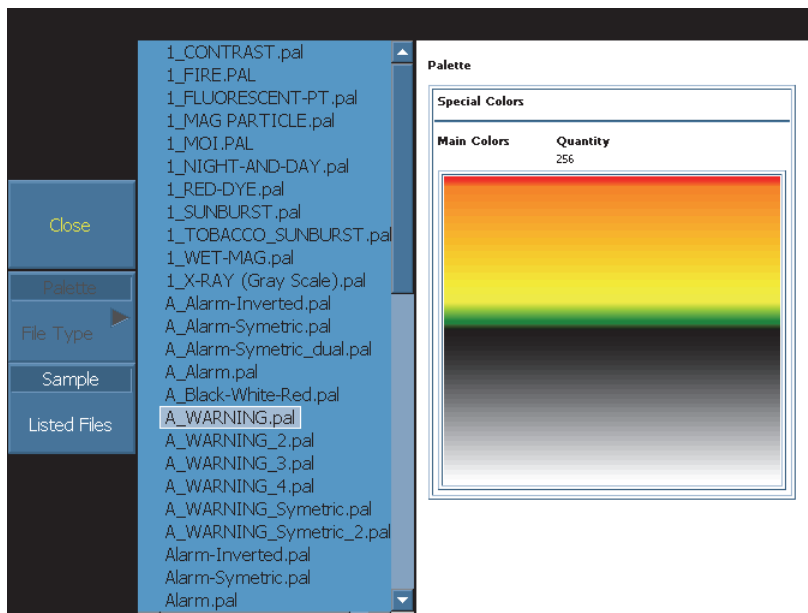 Close
Palette
File Type
Sample
Listed Files
1_CONTRAST.pal
1_FIRE.PAL
1_FLUORESCENT-PT.pal
1_MAG PARTICLE.pal
1_MOI.PAL
1_NIGHT-AND-DAY.pal
1_RED-DYE.pal
1_SUNBURST.pal
1_TOBACCO_SUNBURST.pal
1_WET-MAG.pal
1_X-RAY (Gray Scale).pal
A_Alarm-Inverted.pal
A_Alarm-Symetric.pal
A_Alarm-Symetric_dual.pal
A_Alarm.pal
A_Black-White-Red.pal
A_WARNING.pal
A_WARNING_2.pal
A_WARNING_3.pal
A_WARNING_4.pal
A_WARNING_Symetric.pal
A_WARNING_Symetric_2.pal
Alarm-Inverted.pal
Alarm-Symetric.pal
Alarm.pal
Palette
Special Colors
Main Colors Quantity
256